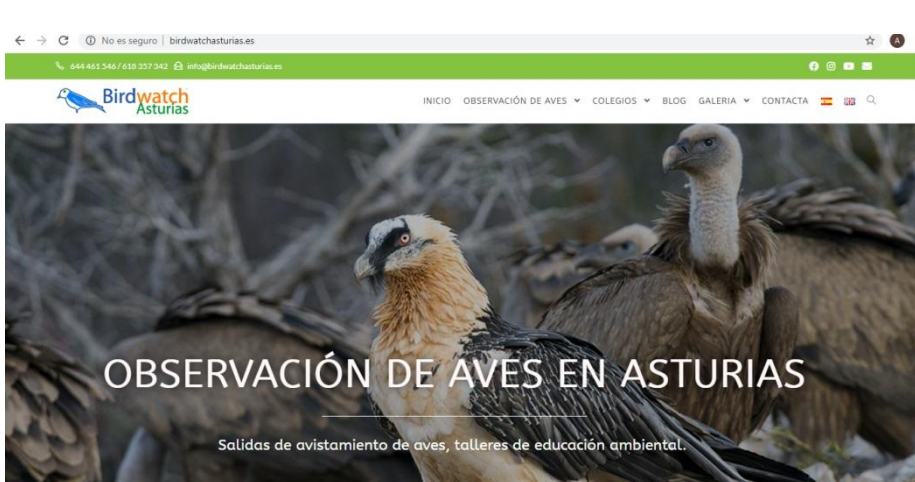 No es seguro | birdwatchasturias.es
A
644 461 546 / 618 357 342 info@birdwatchasturias.es
Birdwatch
Asturias
INICIO OBSERVACIÓN DE AVES COLEGIOS BLOG GALERIA CONTACTA
OBSERVACIÓN DE AVES EN ASTURIAS
Salidas de avistamiento de aves, talleres de educación ambiental.